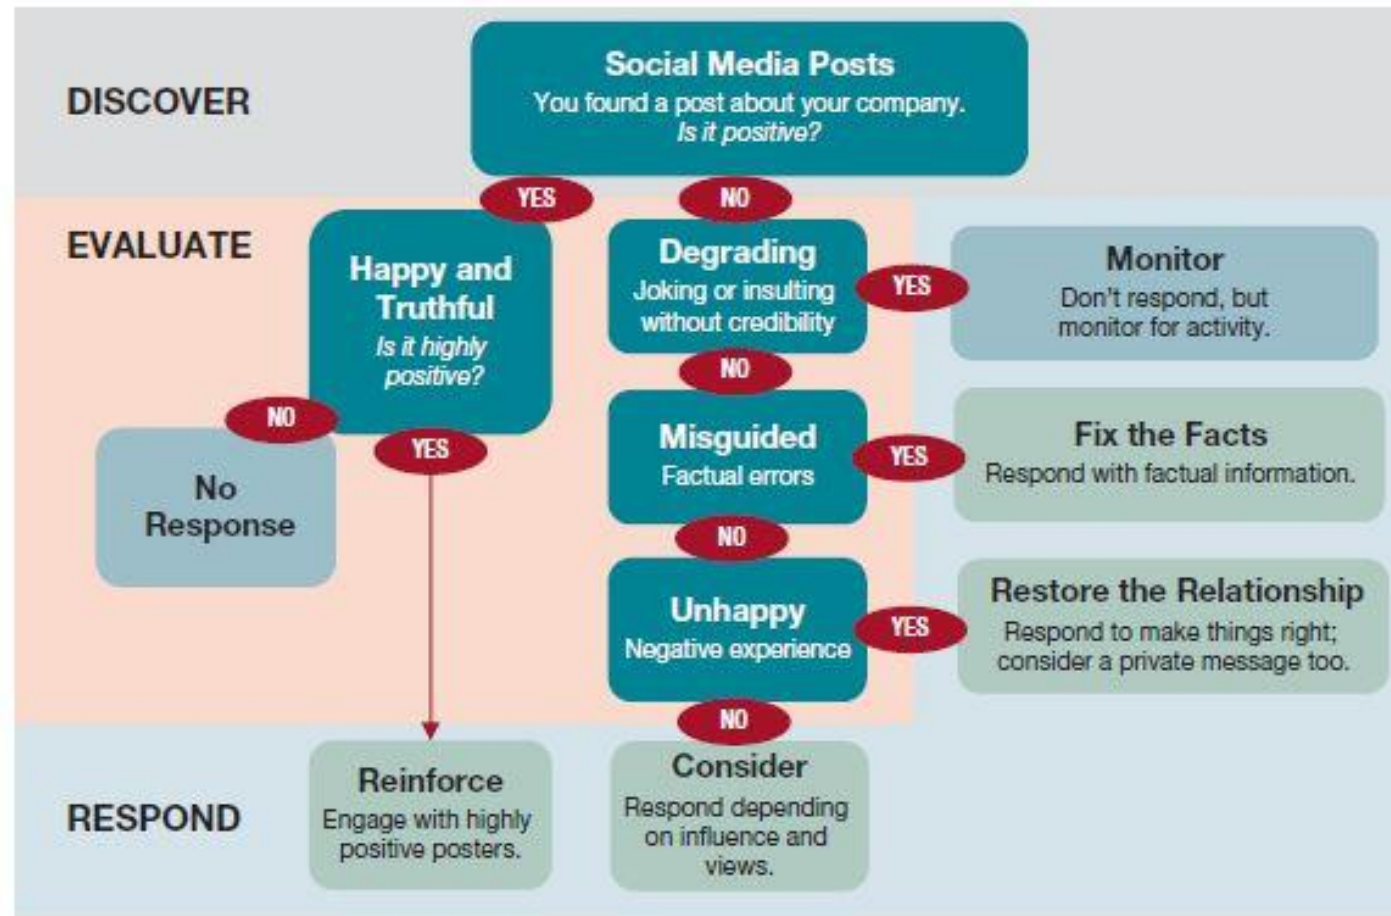 DISCOVER
Social Media Posts
You found a post about your company.
Is it positive?
YES
NO
EVALUATE
Happy and
Truthful
Is it highly
positive?
NO
YES
No
Response
Degrading
Joking or insulting
without credibility
YES
Monitor
Don't respond, but
monitor for activity.
NO
Misguided
Factual errors
YES
Fix the Facts
Respond with factual information.
NO
Unhappy
Negative experience
YES
Restore the Relationship
Respond to make things right;
consider a private message too.
NO
RESPOND
Reinforce
Engage with highly
positive posters.
Consider
Respond depending
on influence and
views.